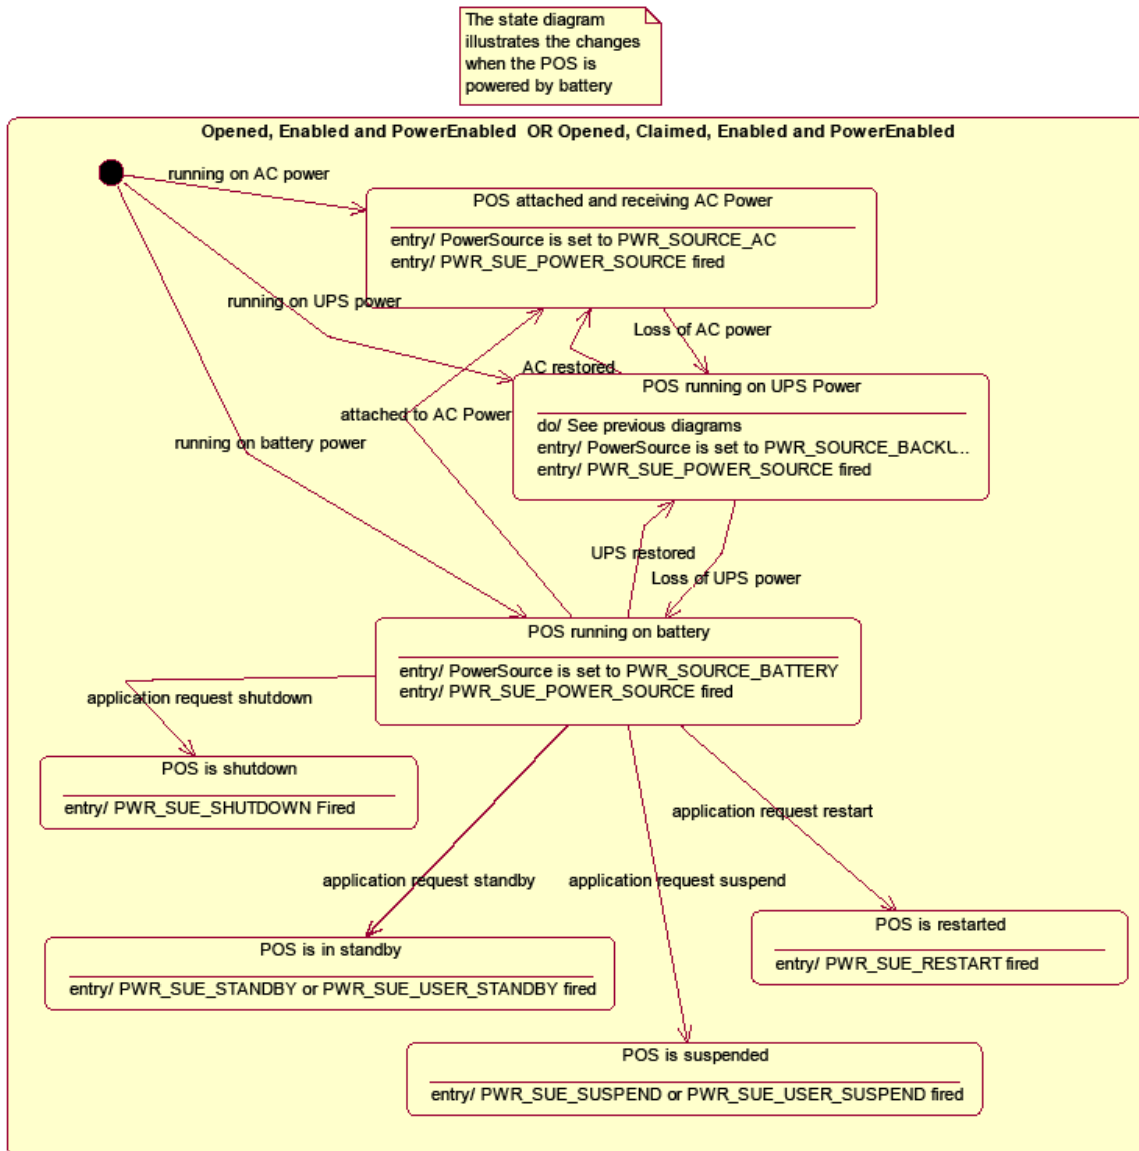 The state diagram
illustrates the changes
when the POS is
powered by battery
Opened, Enabled and PowerEnabled OR Opened, Claimed, Enabled and PowerEnabled
running on AC power
POS attached and receiving AC Power
entry/ PowerSource is set to PWR_SOURCE_AC
entry/ PWR_SUE_POWER_SOURCE fired
running on UPS power
Loss of AC power
AC restored
POS running on UPS Power
attached to AC Power
do/ See previous diagrams
running on battery power
entry/ PowerSource is set to PWR_SOURCE_BACKU...
entry/ PWR_SUE_POWER_SOURCE fired
UPS restored
Loss of UPS power
POS running on battery
entry/ PowerSource is set to PWR_SOURCE_BATTERY
entry/ PWR_SUE_POWER_SOURCE fired
application request shutdown
POS is shutdown
entry/ PWR_SUE_SHUTDOWN Fired
application request restart
application request standby
application request suspend
POS is restarted
entry/ PWR_SUE_RESTART fired
POS is in standby
entry/ PWR_SUE_STANDBY or PWR_SUE_USER_STANDBY fired
POS is suspended
entry/ PWR_SUE_SUSPEND or PWR_SUE_USER_SUSPEND fired